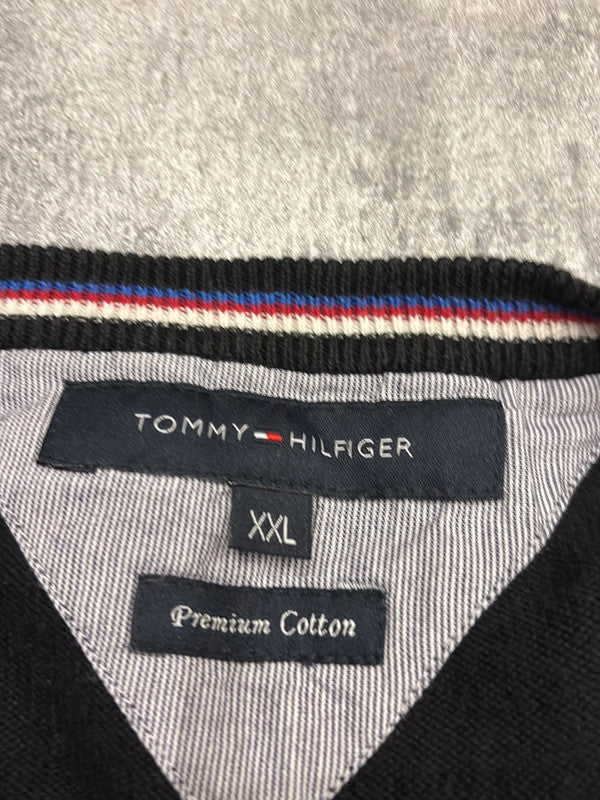 TOMMY HILFIGER
XXL
Premium Cotton